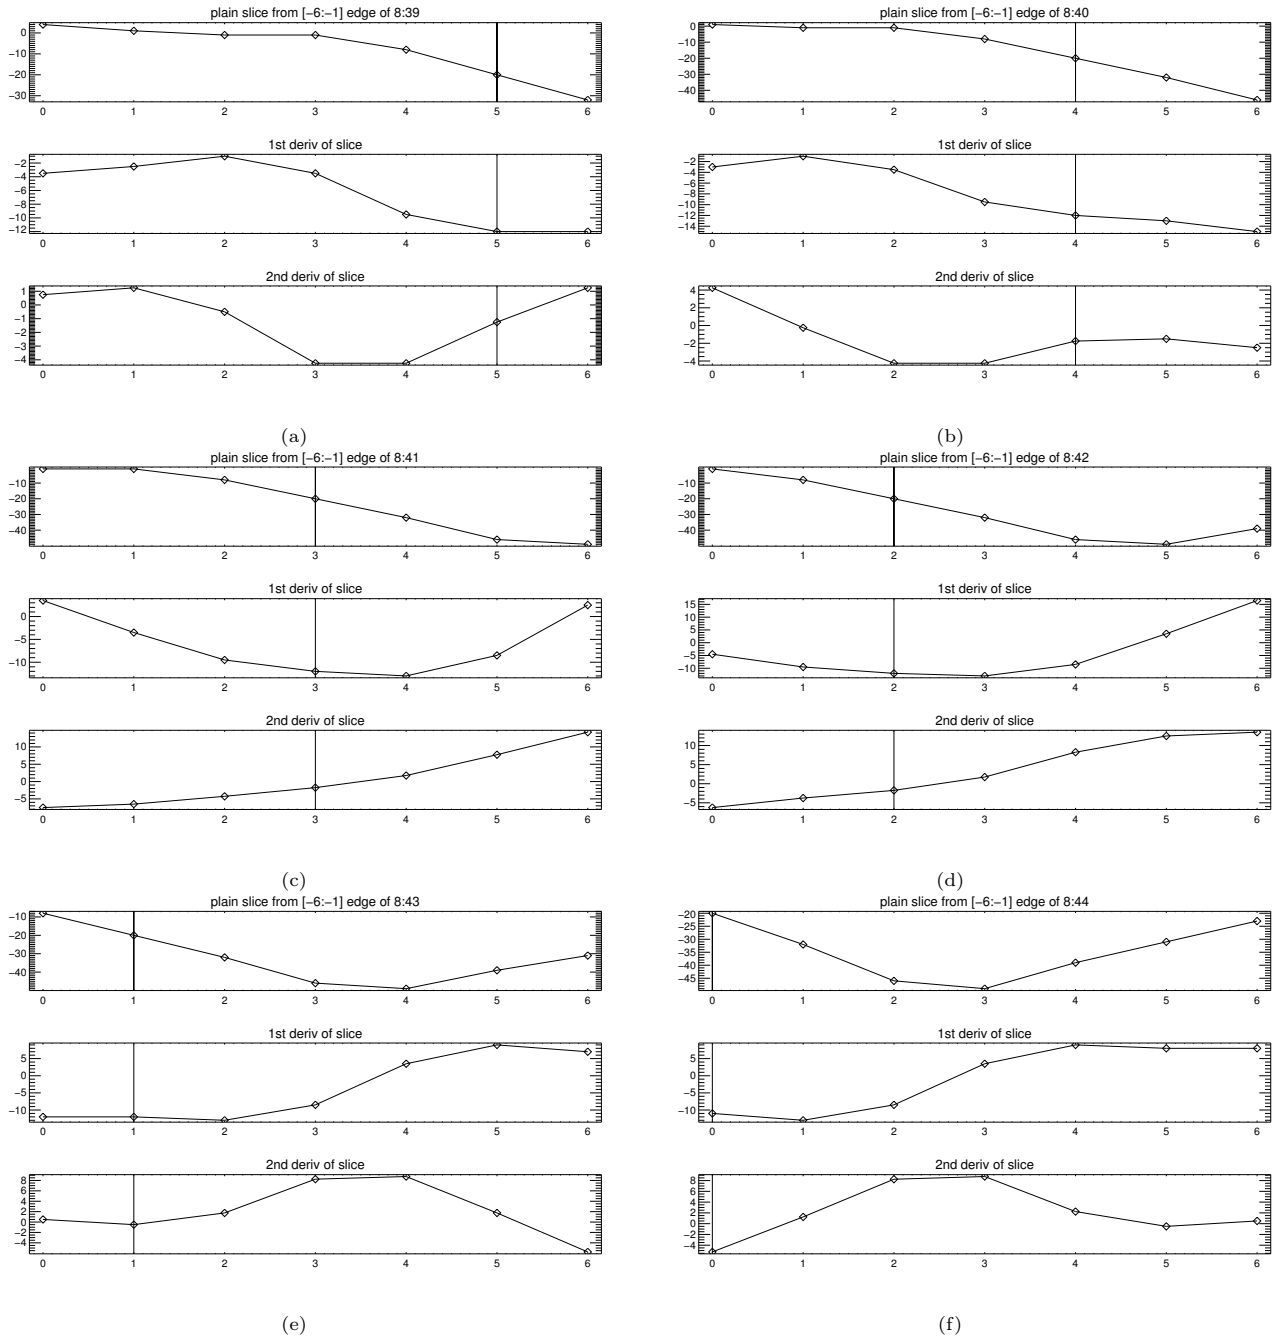 plain slice from [−6:−1] edge of 8:39
0
−10
−20
−30
0 1 2 3 4 5 6
1st deriv of slice
−2
−4
−6
−8
−10
−12
0 1 2 3 4 5 6
2nd deriv of slice
1
0
−1
−2
−3
−4
0 1 2 3 4 5 6
(a)
plain slice from [−6:−1] edge of 8:40
0
−10
−20
−30
−40
0 1 2 3 4 5 6
1st deriv of slice
−2
−4
−6
−8
−10
−12
−14
0 1 2 3 4 5 6
2nd deriv of slice
4
2
0
−2
−4
0 1 2 3 4 5 6
(b)
plain slice from [−6:−1] edge of 8:41
−10
−20
−30
−40
0 1 2 3 4 5 6
1st deriv of slice
0
−5
−10
0 1 2 3 4 5 6
2nd deriv of slice
10
5
0
−5
0 1 2 3 4 5 6
(c)
plain slice from [−6:−1] edge of 8:42
−10
−20
−30
−40
0 1 2 3 4 5 6
1st deriv of slice
15
10
5
0
−5
−10
0 1 2 3 4 5 6
2nd deriv of slice
10
5
0
−5
0 1 2 3 4 5 6
(d)
plain slice from [−6:−1] edge of 8:43
−10
−20
−30
−40
0 1 2 3 4 5 6
1st deriv of slice
5
0
−5
−10
0 1 2 3 4 5 6
2nd deriv of slice
8
6
4
2
0
−2
−4
0 1 2 3 4 5 6
(e)
plain slice from [−6:−1] edge of 8:44
−20
−25
−30
−35
−40
−45
0 1 2 3 4 5 6
1st deriv of slice
5
0
−5
−10
0 1 2 3 4 5 6
2nd deriv of slice
8
6
4
2
0
−2
−4
0 1 2 3 4 5 6
(f)